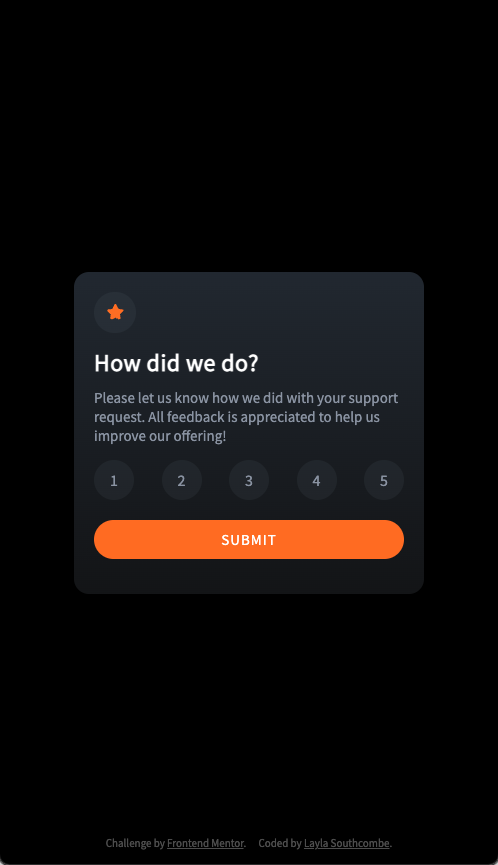 How did we do?
Please let us know how we did with your support
request. All feedback is appreciated to help us
improve our offering!
1 2 3 4 5
SUBMIT
Challenge by Frontend Mentor. Coded by Layla Southcombe.